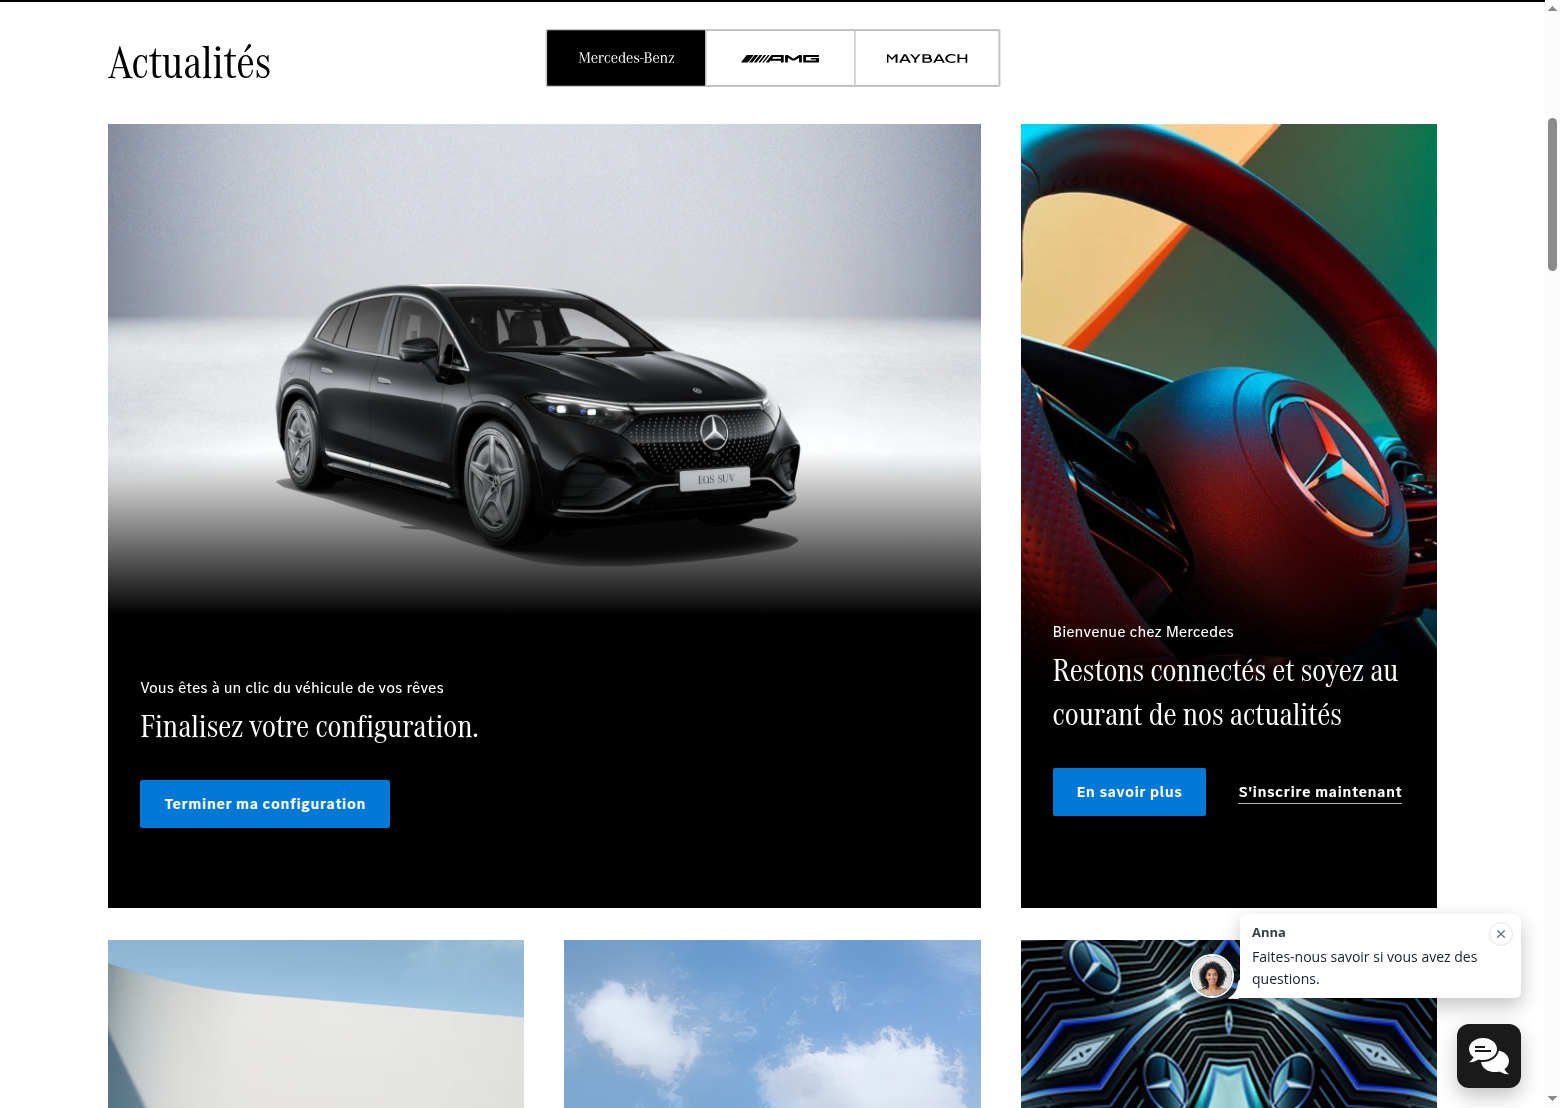 Actualités
Mercedes-Benz
AMG
MAYBACH
EQS SUV
Vous êtes à un clic du véhicule de vos rêves
Finalisez votre configuration.
Terminer ma configuration
Bienvenue chez Mercedes
Restons connectés et soyez au
courant de nos actualités
En savoir plus
S'inscrire maintenant
Anna
Faites-nous savoir si vous avez des
questions.